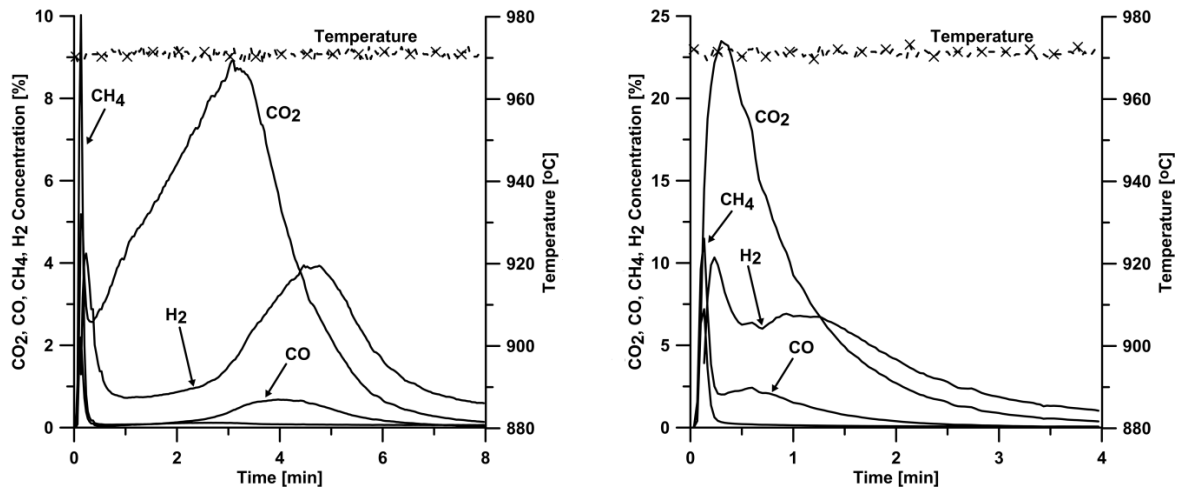 CO2, CO, CH4, H2 Concentration [%]
10
8
6
4
2
0
Temperature
CH4
CO2
H2
CO
980
960
940
920
900
880
Temperature [oC]
0
2
4
6
8
Time [min]
CO2, CO, CH4, H2 Concentration [%]
25
20
15
10
5
0
Temperature
CO2
CH4
H2
CO
980
960
940
920
900
880
Temperature [oC]
0
1
2
3
4
Time [min]